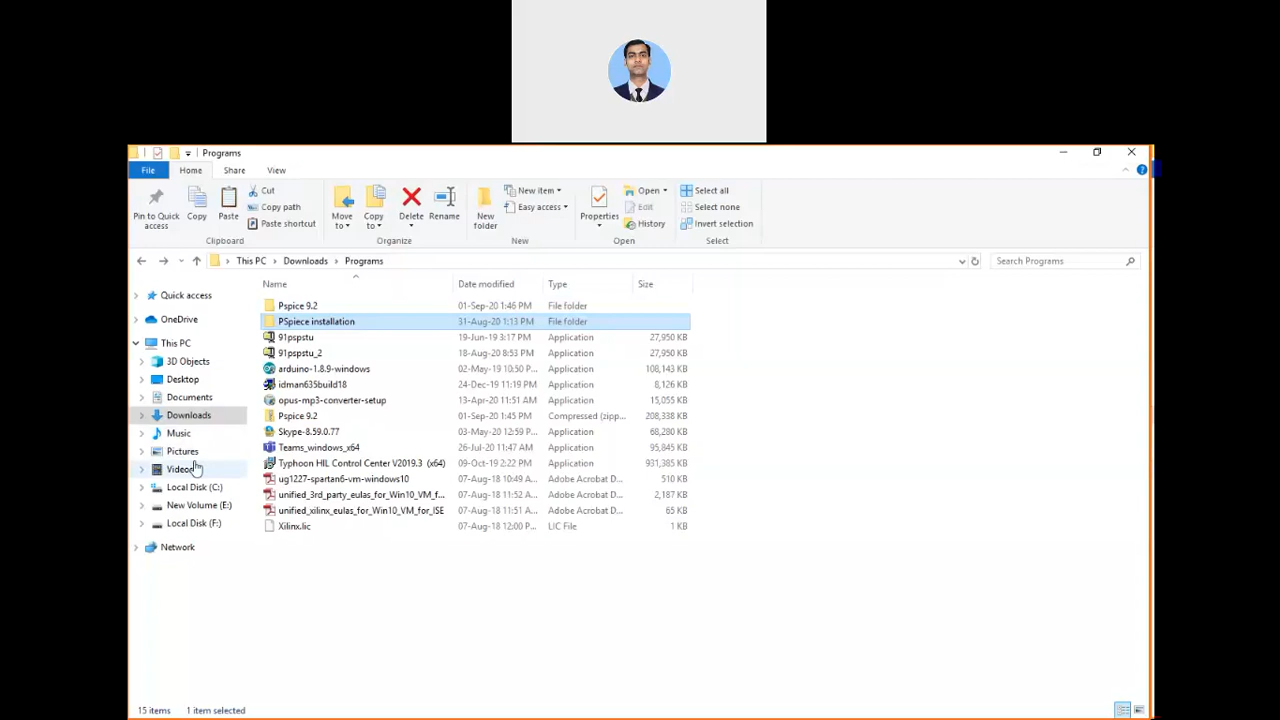 Programs
File Home Share View
Pin to Quick access
Copy
Paste
Cut
Copy path
Paste shortcut
Clipboard
Move to
Copy to
Delete
Rename
Organize
New folder
New item
Easy access
New
Properties
Open
Edit
History
Open
Select all
Select none
Invert selection
Select
This PC > Downloads > Programs
Search Programs
Quick access
OneDrive
This PC
3D Objects
Desktop
Documents
Downloads
Music
Pictures
Videos
Local Disk (C:)
New Volume (E:)
Local Disk (F:)
Network
Name Date modified Type Size
Pspice 9.2 01-Sep-20 1:46 PM File folder
PSpiece installation 31-Aug-20 1:13 PM File folder
91pspstu 19-Jun-19 3:17 PM Application 27,950 KB
91pspstu_2 18-Aug-20 8:53 PM Application 27,950 KB
arduino-1.8.9-windows 02-May-19 10:50 P... Application 108,143 KB
idman635build18 24-Dec-19 11:19 PM Application 8,126 KB
opus-mp3-converter-setup 13-Apr-20 11:51 AM Application 15,055 KB
Pspice 9.2 01-Sep-20 1:45 PM Compressed (zipp... 208,338 KB
Skype-8.59.0.77 03-May-20 12:59 P... Application 68,280 KB
Teams_windows_x64 26-Jul-20 11:47 AM Application 95,845 KB
Typhoon HIL Control Center V2019.3 (x64) 09-Oct-19 2:22 PM Application 931,385 KB
ug1227-spartan6-vm-windows10 07-Aug-18 10:49 A... Adobe Acrobat D... 510 KB
unified_3rd_party_eulas_for_Win10_VM_f... 07-Aug-18 11:52 A... Adobe Acrobat D... 2,187 KB
unified_xilinx_eulas_for_Win10_VM_for_ISE 07-Aug-18 11:51 A... Adobe Acrobat D... 65 KB
Xilinx.lic 07-Aug-18 12:00 P... LIC File 1 KB
15 items 1 item selected